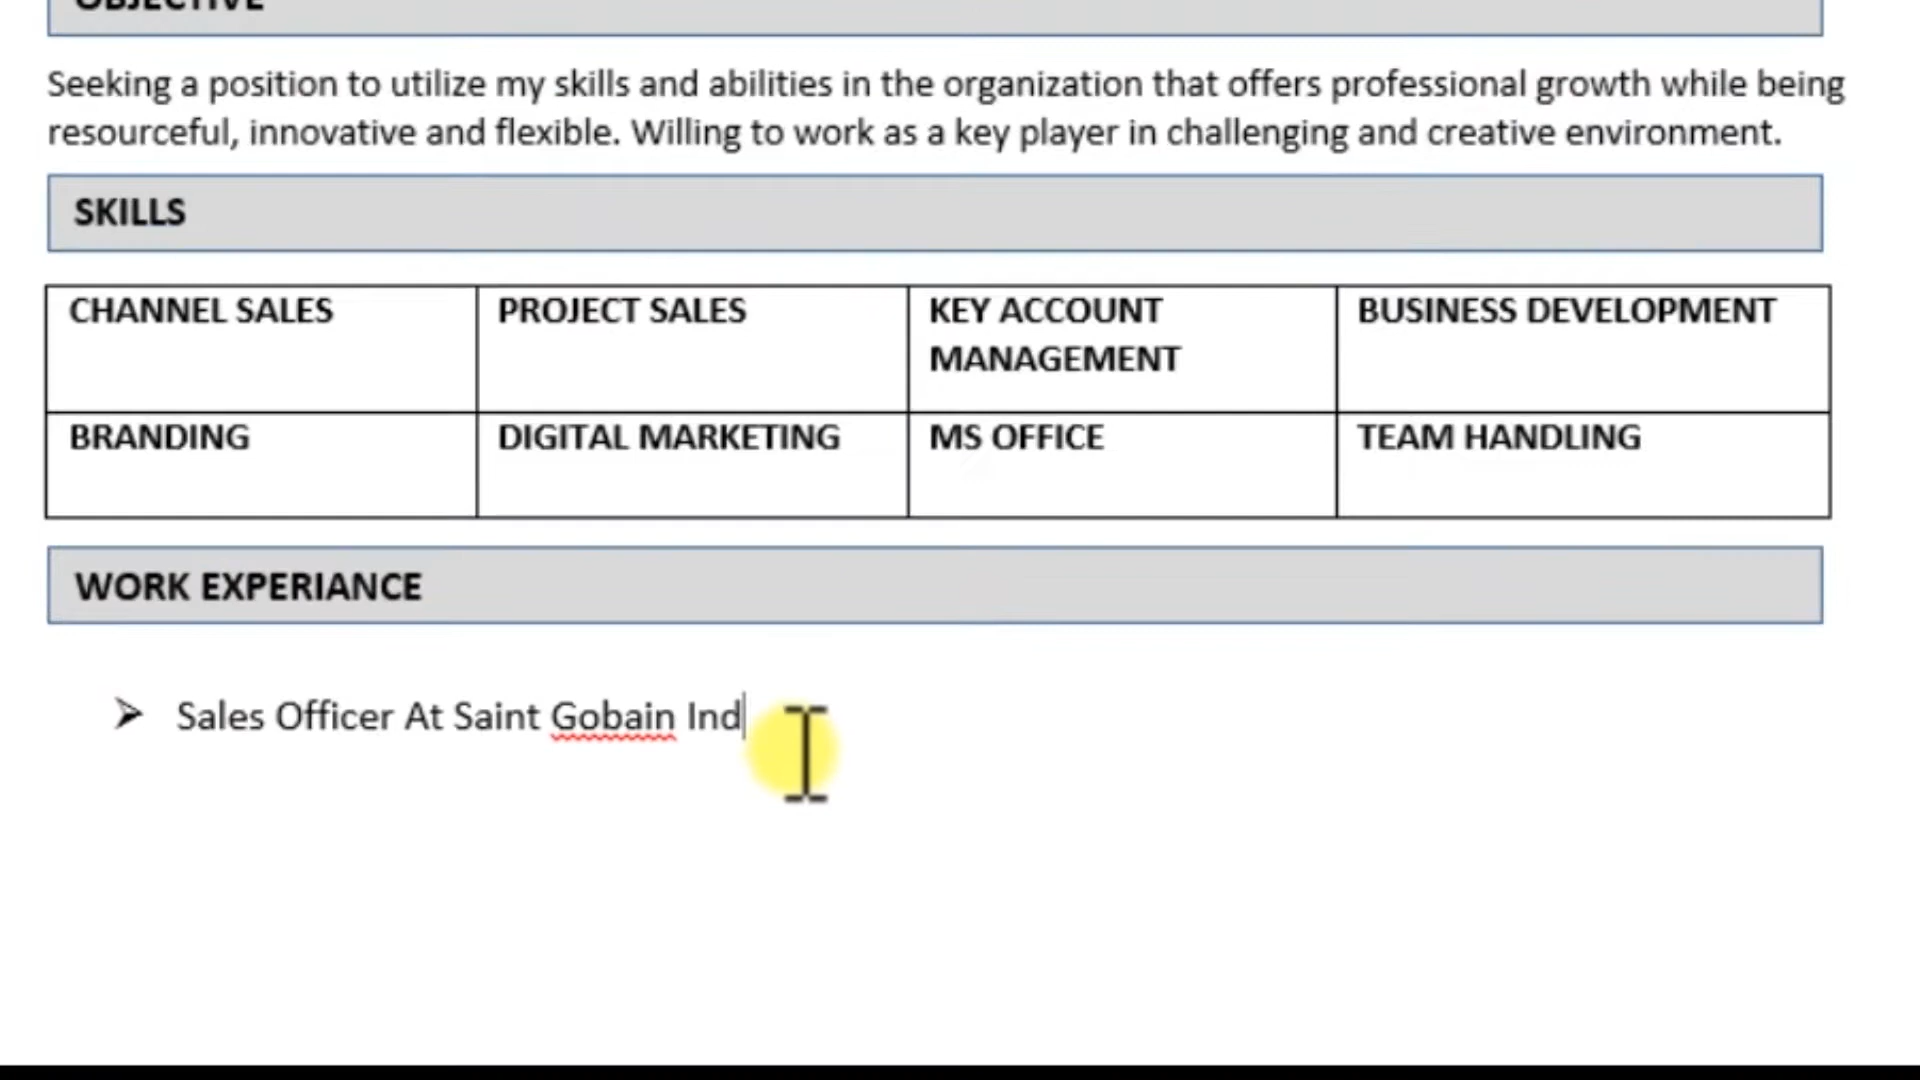 OBJECTIVE
Seeking a position to utilize my skills and abilities in the organization that offers professional growth while being
resourceful, innovative and flexible. Willing to work as a key player in challenging and creative environment.
SKILLS
CHANNEL SALES PROJECT SALES KEY ACCOUNT BUSINESS DEVELOPMENT
MANAGEMENT
BRANDING DIGITAL MARKETING MS OFFICE TEAM HANDLING
WORK EXPERIANCE
➢ Sales Officer At Saint Gobain Ind